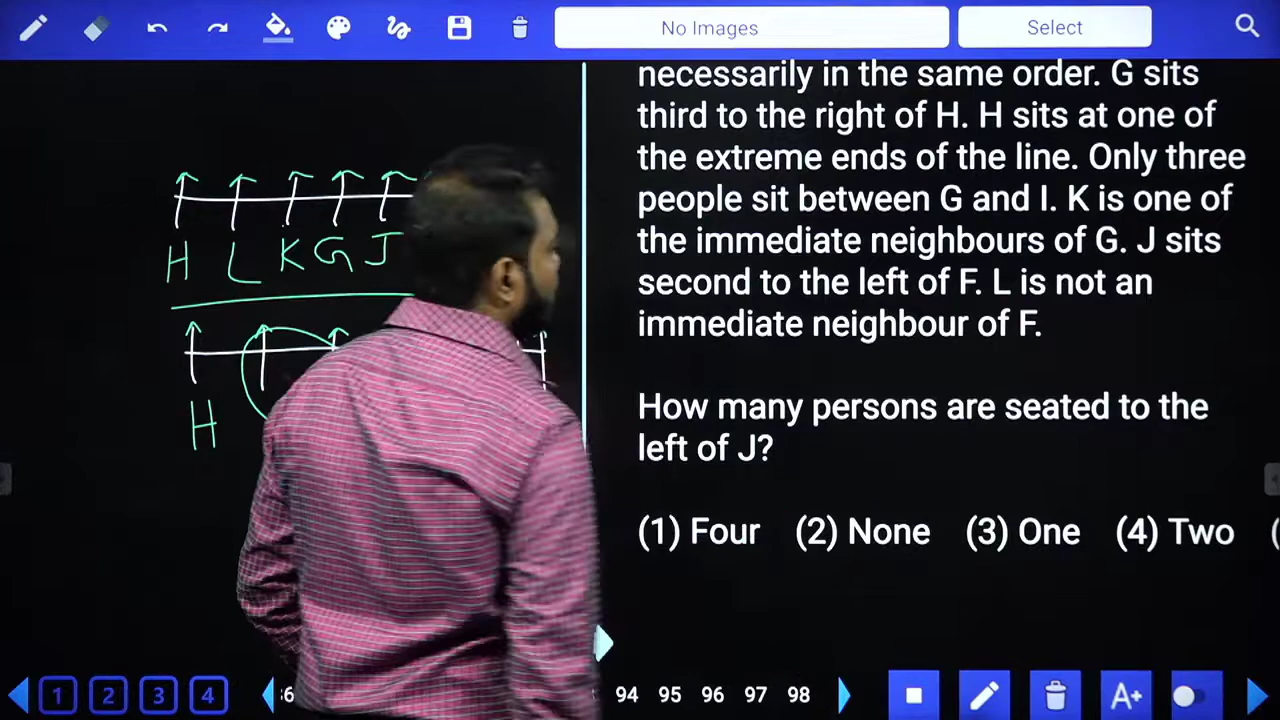 No Images
Select
necessarily in the same order. G sits
third to the right of H. H sits at one of
the extreme ends of the line. Only three
people sit between G and I. K is one of
the immediate neighbours of G. J sits
second to the left of F. L is not an
immediate neighbour of F.
How many persons are seated to the
left of J?
(1) Four (2) None (3) One (4) Two (
H L K G J
H
1 2 3 4
94 95 96 97 98
A+